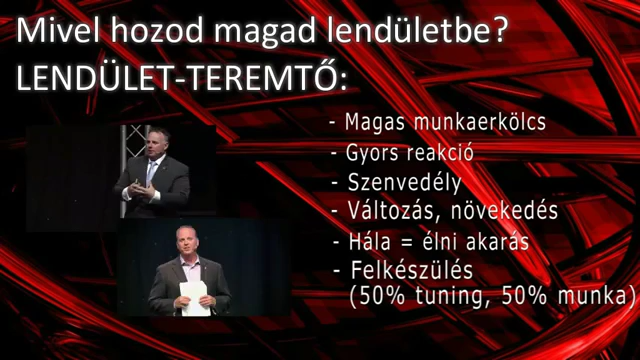 Mivel hozod magad lendületbe?
LENDÜLET-TEREMTŐ:
- Magas munkaerkölcs
- Gyors reakció
- Szenvedély
- Változás, növekedés
- Hála = élni akarás
- Felkészülés
(50% tuning, 50% munka)